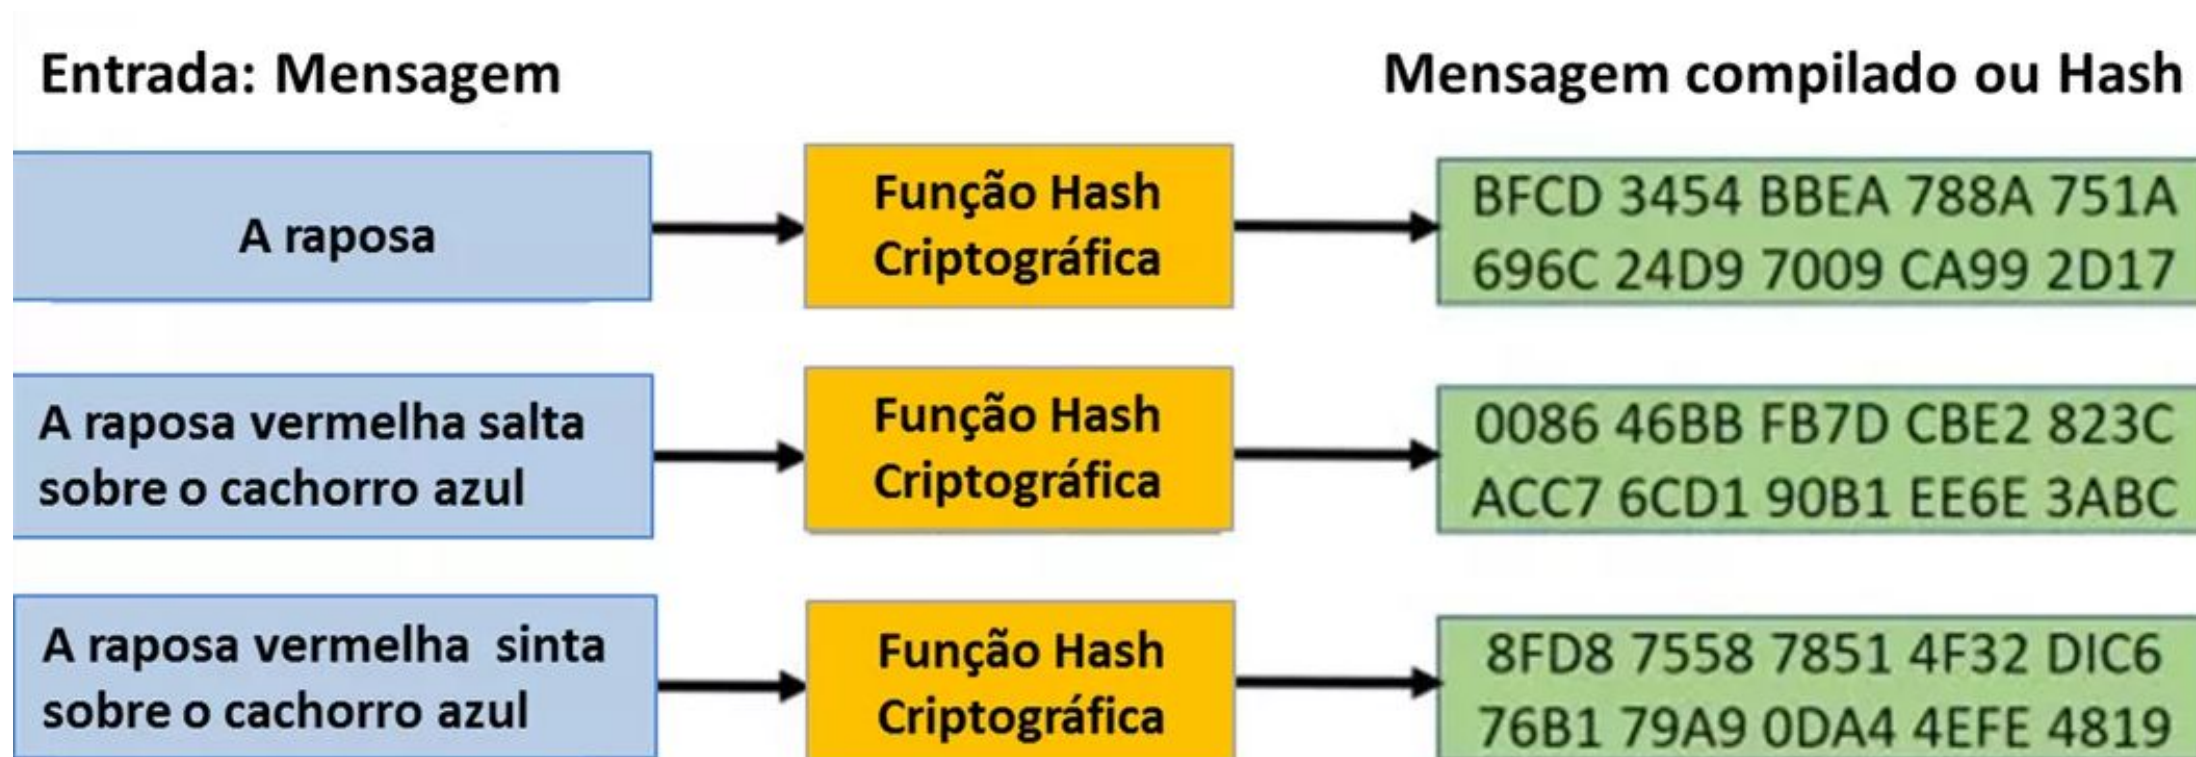 Entrada: Mensagem
Mensagem compilado ou Hash
A raposa
Função Hash
Criptográfica
BFCD 3454 BBEA 788A 751A
696C 24D9 7009 CA99 2D17
A raposa vermelha salta
sobre o cachorro azul
Função Hash
Criptográfica
0086 46BB FB7D CBE2 823C
ACC7 6CD1 90B1 EE6E 3ABC
A raposa vermelha sinta
sobre o cachorro azul
Função Hash
Criptográfica
8FD8 7558 7851 4F32 DIC6
76B1 79A9 0DA4 4EFE 4819